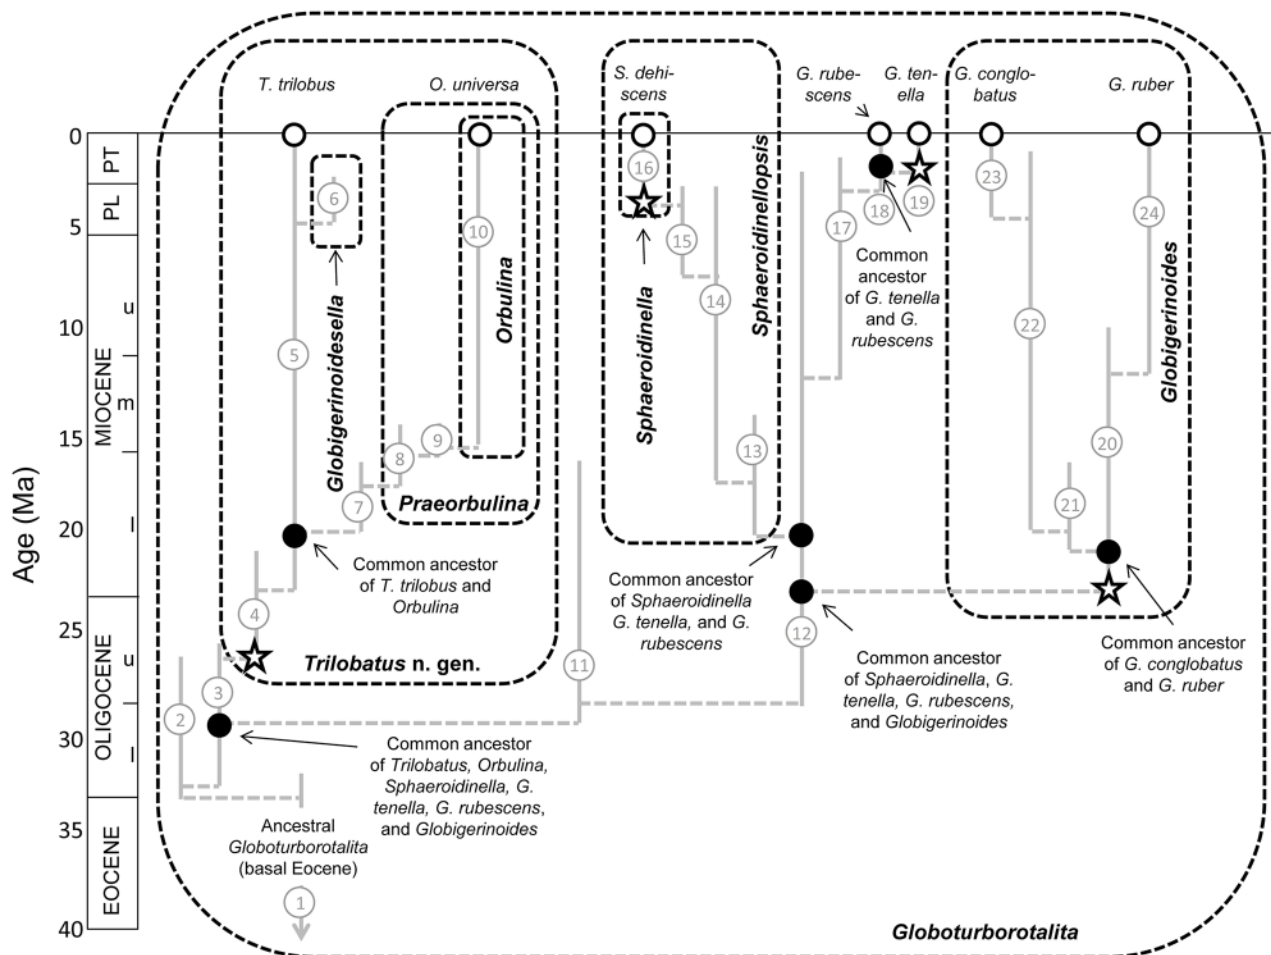 T. trilobus
O. universa
S. dehi-
scens
G. rube-
scens
G. ten-
ella
G. conglo-
batus
G. ruber
Age (Ma)
0
5
10
15
20
25
30
35
40
PT
PL
MIOCENE
u
m
l
OLIGOCENE
u
l
EOCENE
1
2
3
4
5
6
7
8
9
10
11
12
13
14
15
16
17
18
19
20
21
22
23
24
Globigerinoidesella
Orbulina
Praeorbulina
Trilobatus n. gen.
Sphaeroidinella
Sphaeroidinellopsis
Globigerinoides
Globoturborotalita
Common
ancestor
of G. tenella
and G.
rubescens
Common ancestor
of T. trilobus and
Orbulina
Common ancestor
of Sphaeroidinella
G. tenella, and G.
rubescens
Common ancestor
of Sphaeroidinella, G.
tenella, G. rubescens,
and Globigerinoides
Common ancestor
of G. conglobatus
and G. ruber
Common ancestor
of Trilobatus, Orbulina,
Sphaeroidinella, G.
tenella, G. rubescens,
and Globigerinoides
Ancestral
Globoturborotalita
(basal Eocene)